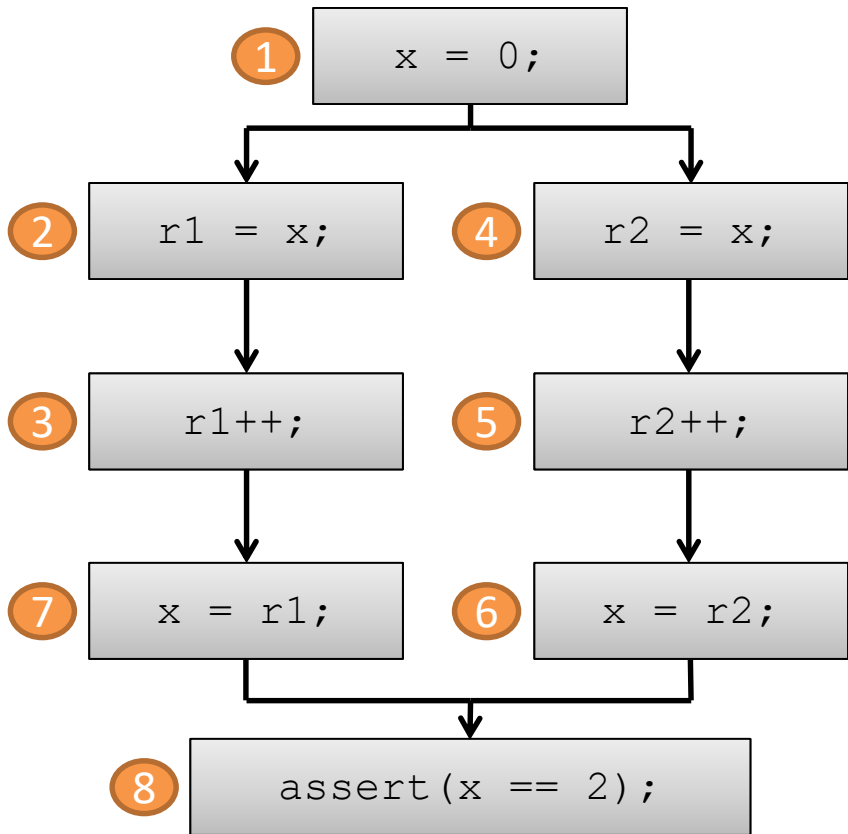 1 x = 0;
2 r1 = x; 4 r2 = x;
3 r1++; 5 r2++;
7 x = r1; 6 x = r2;
8 assert(x == 2);